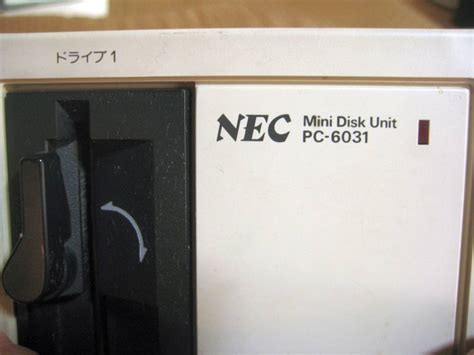 ドライブ1
NEC Mini Disk Unit
PC-6031